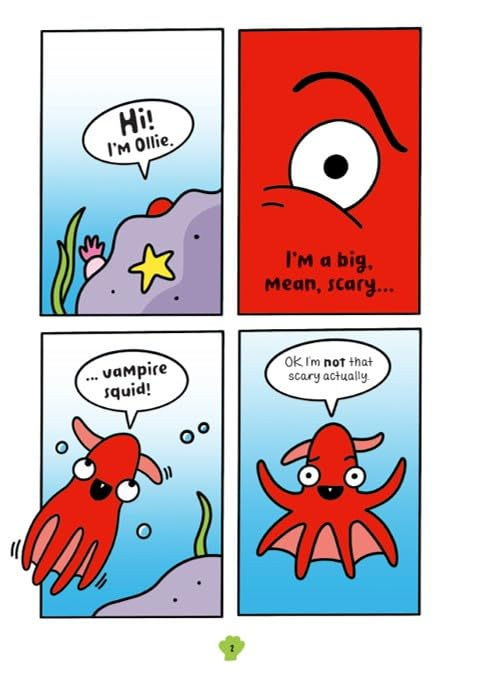 Hi!
I'm Ollie.
I'm a big,
mean, scary...
... vampire
squid!
OK I'm not that
scary actually.
2